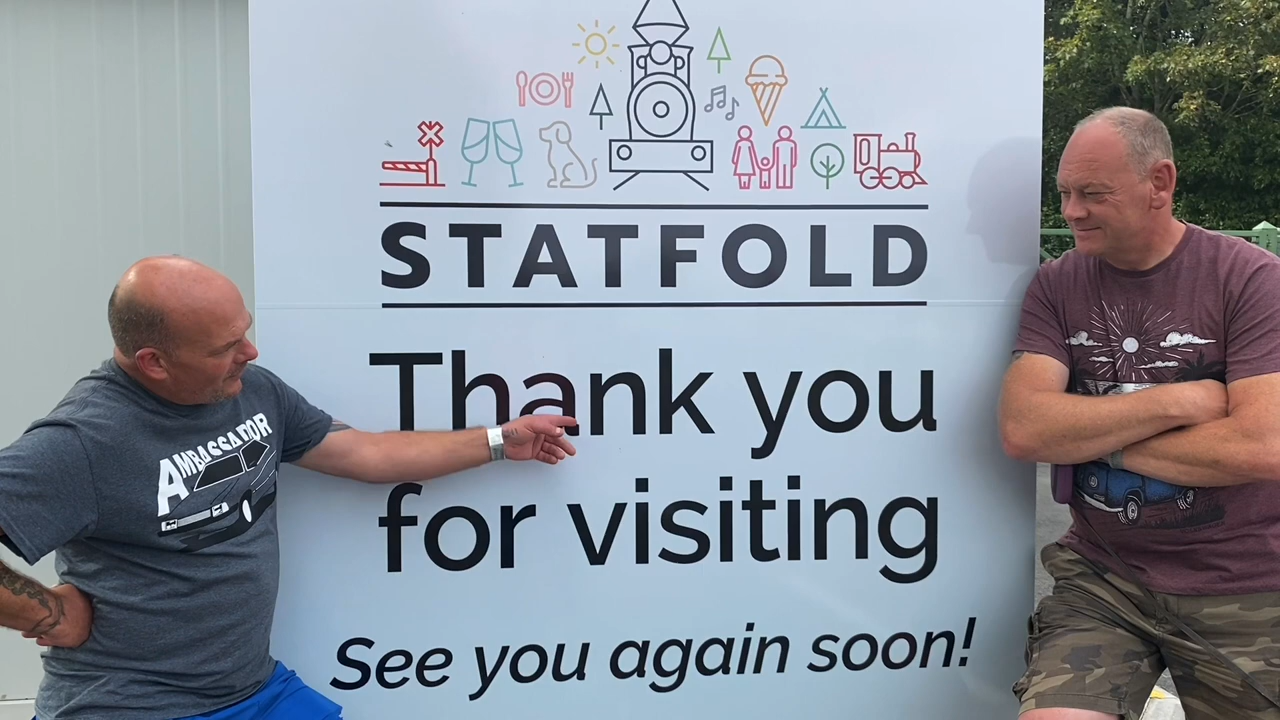 STATFOLD
Thank you
for visiting
See you again soon!
AMBASSADOR